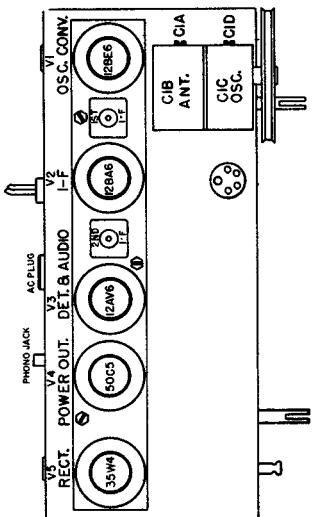 V1
OSC. CONV.
12BE6
1ST
I-F
V2
I-F
12BA6
2ND
I-F
AC PLUG
V3
DET. & AUDIO
12AV6
PHONO JACK
V4
POWER OUT.
50C5
V5
RECT.
35W4
C1A
C1D
C1B
ANT.
C1C
OSC.